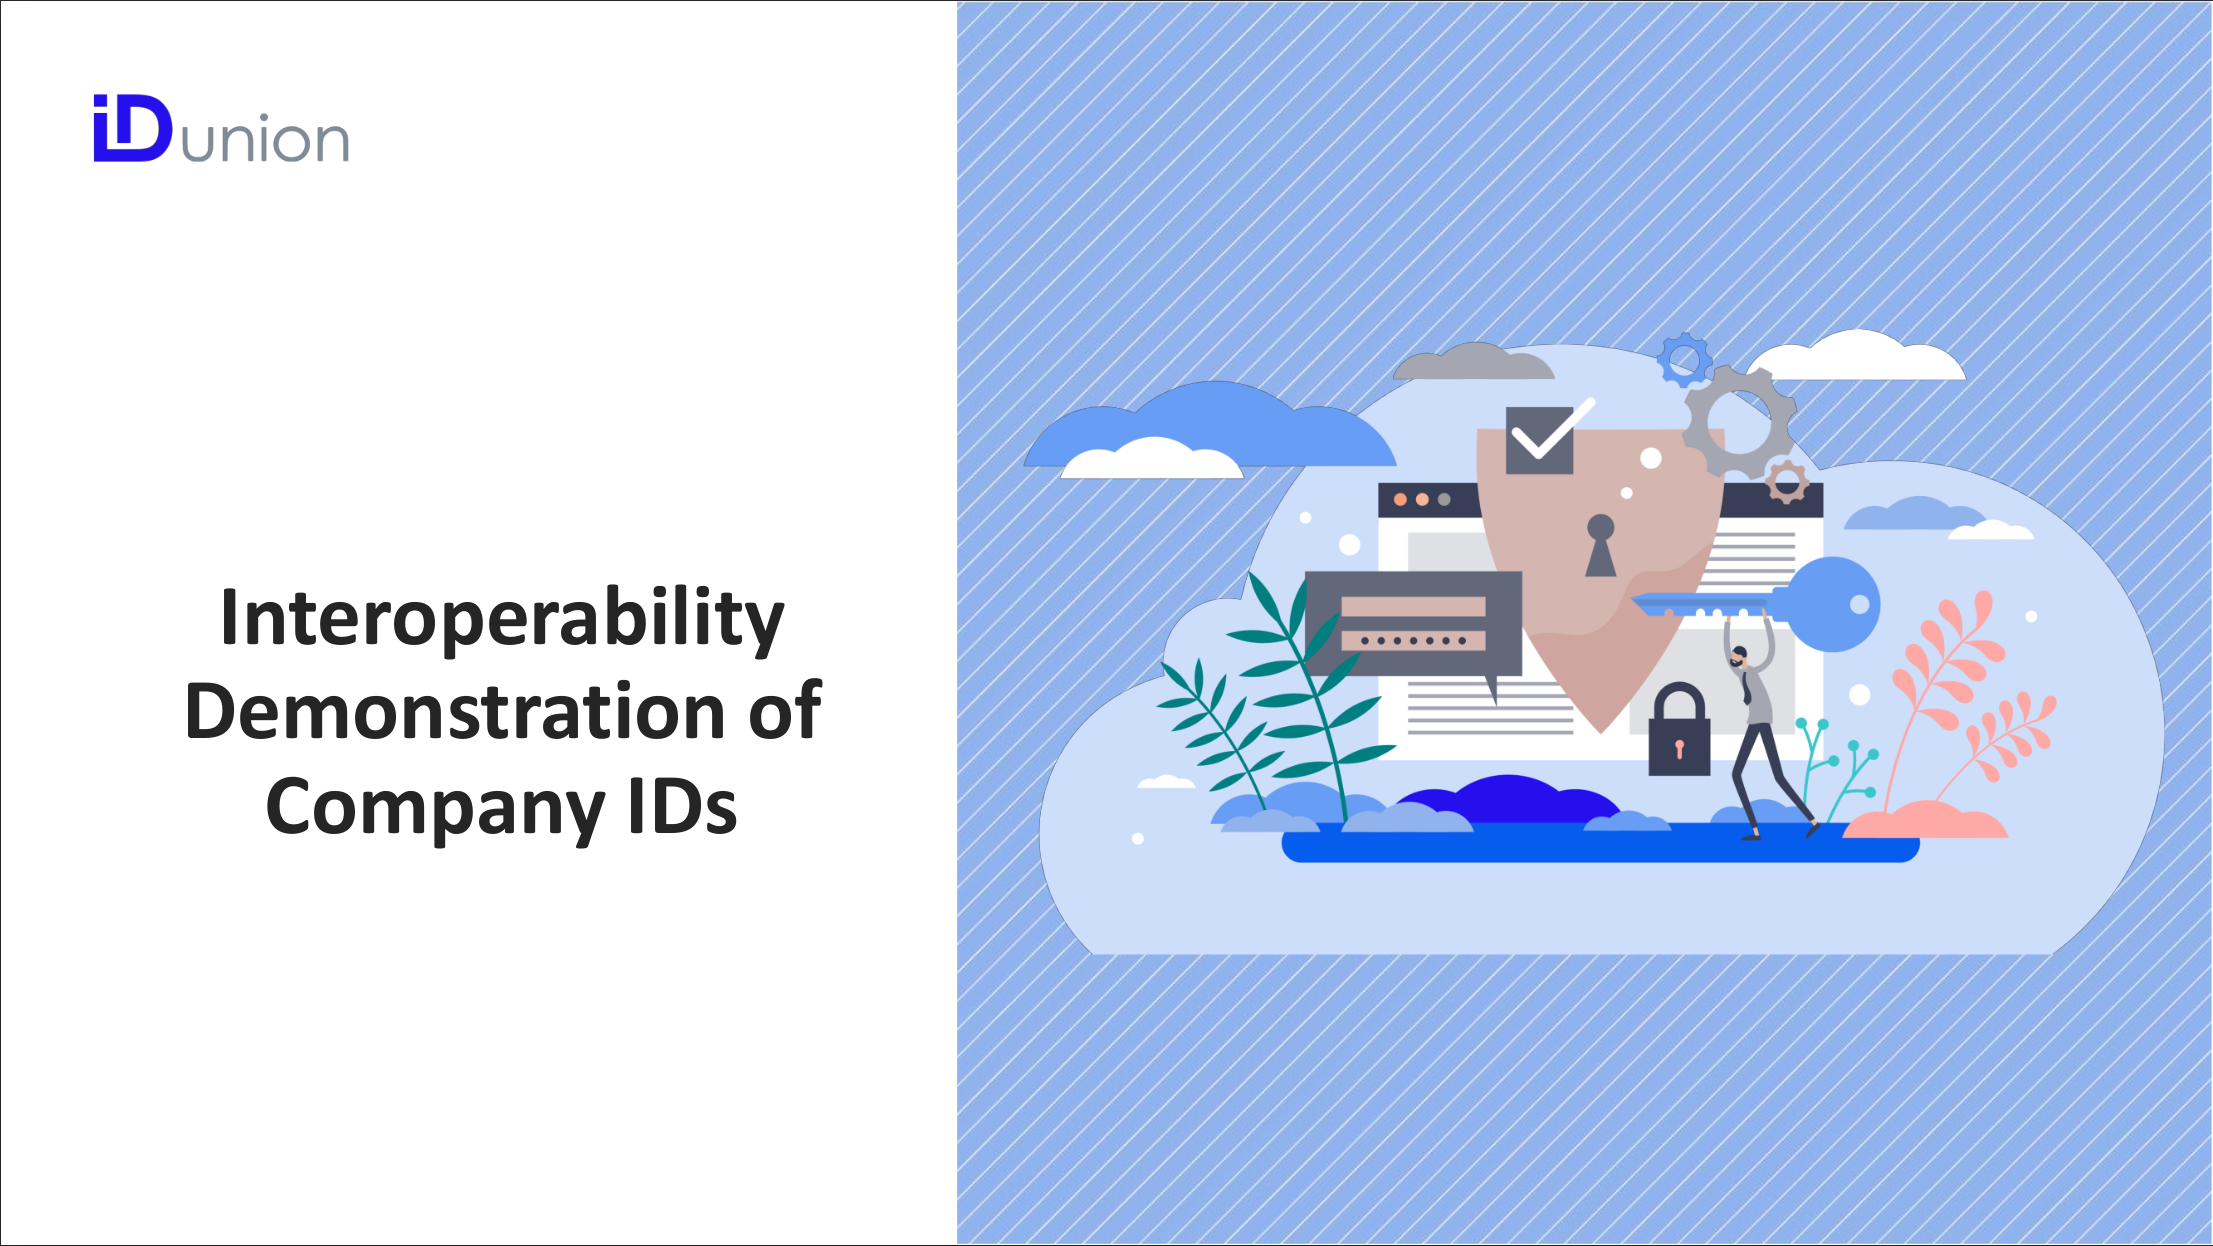 iDunion
Interoperability
Demonstration of
Company IDs